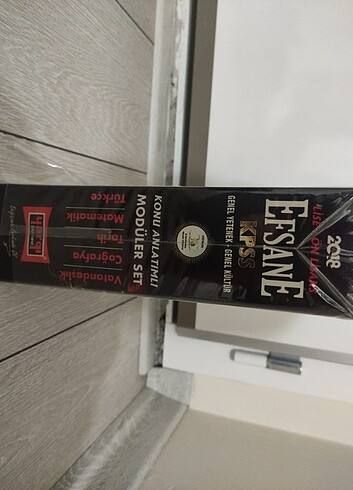 2018
LİSE - ÖN LİSANS
EFSANE
KPSS
GENEL YETENEK - GENEL KÜLTÜR
KONU ANLATIMLI
MODÜLER SET
Türkçe
Matematik
Tarih
Coğrafya
Vatandaşlık